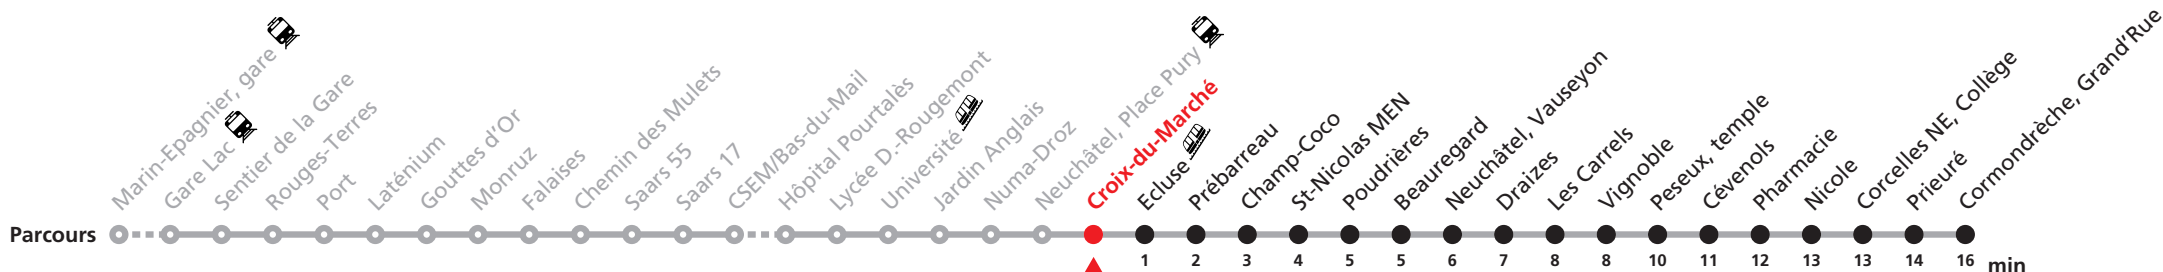 Marin-Epagnier, gare
Gare Lac
Sentier de la Gare
Rouges-Terres
Port
Laténium
Gouttes d'Or
Monruz
Falaises
Chemin des Mulets
Saars 55
Saars 17
CSEM/Bas-du-Mail
Hôpital Pourtalès
Lycée D.-Rougemont
Université
Jardin Anglais
Numa-Droz
Neuchâtel, Place Pury
Croix-du-Marché
Ecluse
Prébarreau
Champ-Coco
St-Nicolas MEN
Poudrières
Beauregard
Neuchâtel, Vauseyon
Draizes
Les Carrels
Vignoble
Peseux, temple
Cévenols
Pharmacie
Nicole
Corcelles NE, Collège
Prieuré
Cormondrèche, Grand'Rue
Parcours
1 2 3 4 5 5 6 7 8 8 10 11 12 13 13 14 16 min